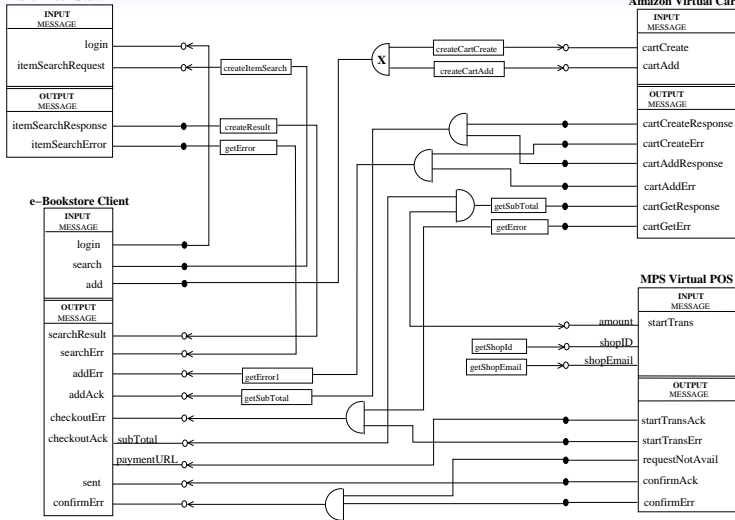 INPUT
MESSAGE
login
itemSearchRequest
OUTPUT
MESSAGE
itemSearchResponse
itemSearchError
createItemSearch
createResult
getError
X
createCartCreate
createCartAdd
Amazon Virtual Car
INPUT
MESSAGE
cartCreate
cartAdd
OUTPUT
MESSAGE
cartCreateResponse
cartCreateErr
cartAddResponse
cartAddErr
cartGetResponse
cartGetErr
getSubTotal
getError
e-Bookstore Client
INPUT
MESSAGE
login
search
add
OUTPUT
MESSAGE
searchResult
searchErr
addErr
addAck
checkoutErr
checkoutAck
subTotal
paymentURL
sent
confirmErr
getError1
getSubTotal
MPS Virtual POS
INPUT
MESSAGE
amount
startTrans
getShopId
shopID
getShopEmail
shopEmail
OUTPUT
MESSAGE
startTransAck
startTransErr
requestNotAvail
confirmAck
confirmErr